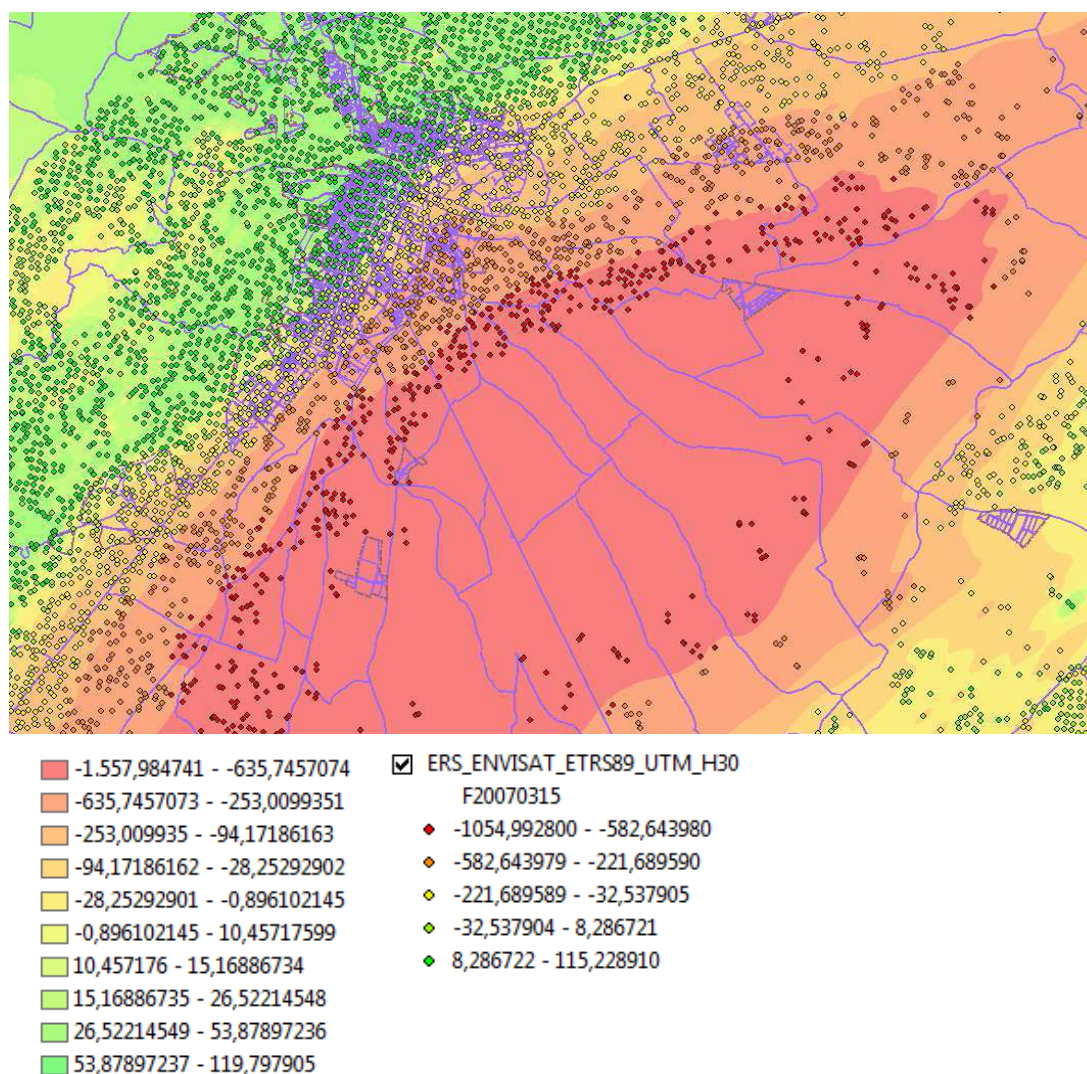 -1.557,984741 - -635,7457074
-635,7457073 - -253,0099351
-253,009935 - -94,17186163
-94,17186162 - -28,25292902
-28,25292901 - -0,896102145
-0,896102145 - 10,45717599
10,457176 - 15,16886734
15,16886735 - 26,52214548
26,52214549 - 53,87897236
53,87897237 - 119,797905
ERS_ENVISAT_ETRS89_UTM_H30
F20070315
-1054,992800 - -582,643980
-582,643979 - -221,689590
-221,689589 - -32,537905
-32,537904 - 8,286721
8,286722 - 115,228910